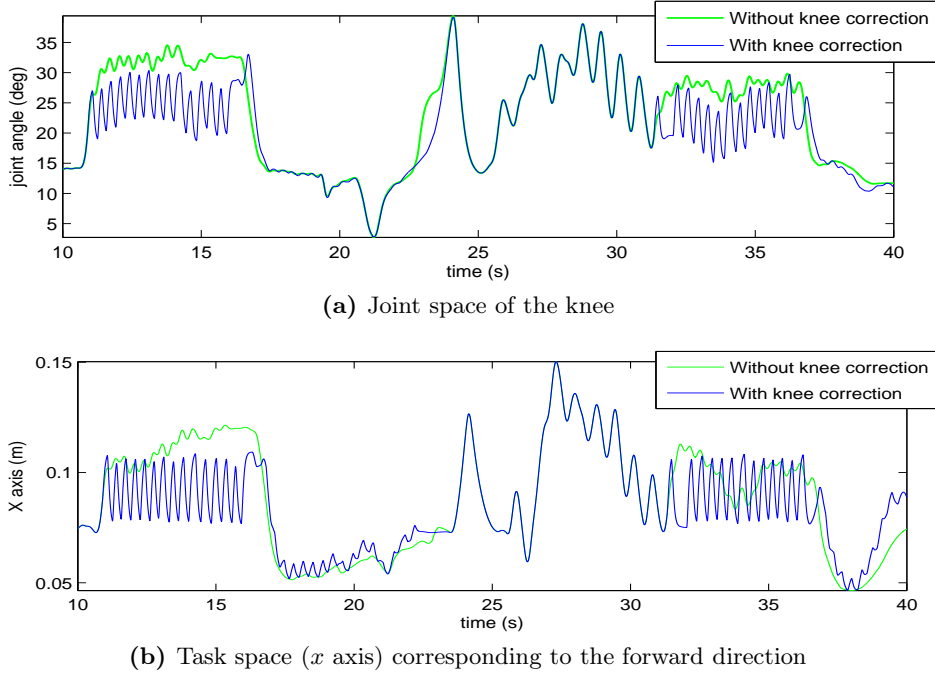 Without knee correction
With knee correction
joint angle (deg)
35
30
25
20
15
10
5
10 15 20 25 30 35 40
time (s)
(a) Joint space of the knee
Without knee correction
With knee correction
X axis (m)
0.15
0.1
0.05
10 15 20 25 30 35 40
time (s)
(b) Task space (x axis) corresponding to the forward direction